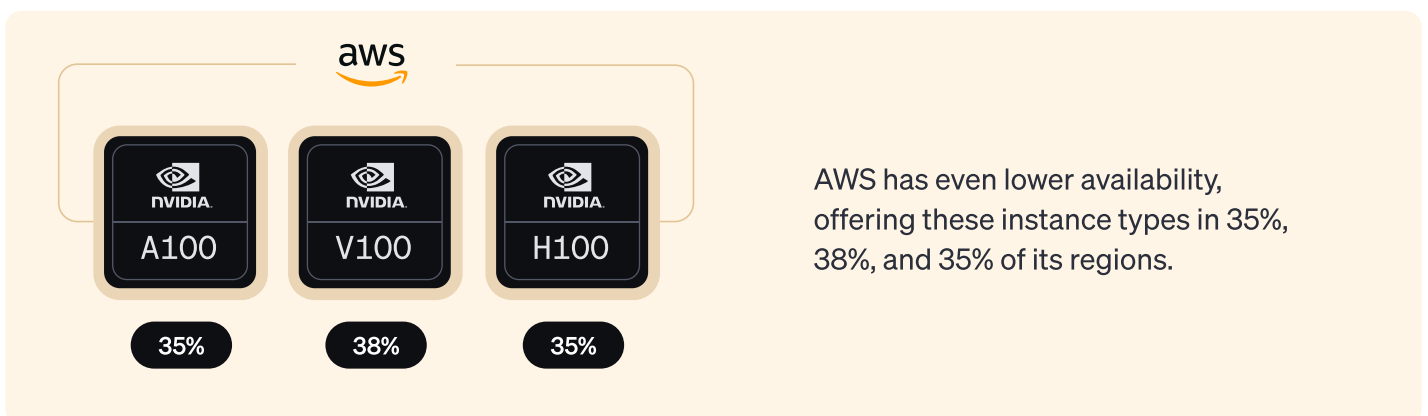 aws
NVIDIA.
A100
NVIDIA.
V100
NVIDIA.
H100
35%
38%
35%
AWS has even lower availability,
offering these instance types in 35%,
38%, and 35% of its regions.